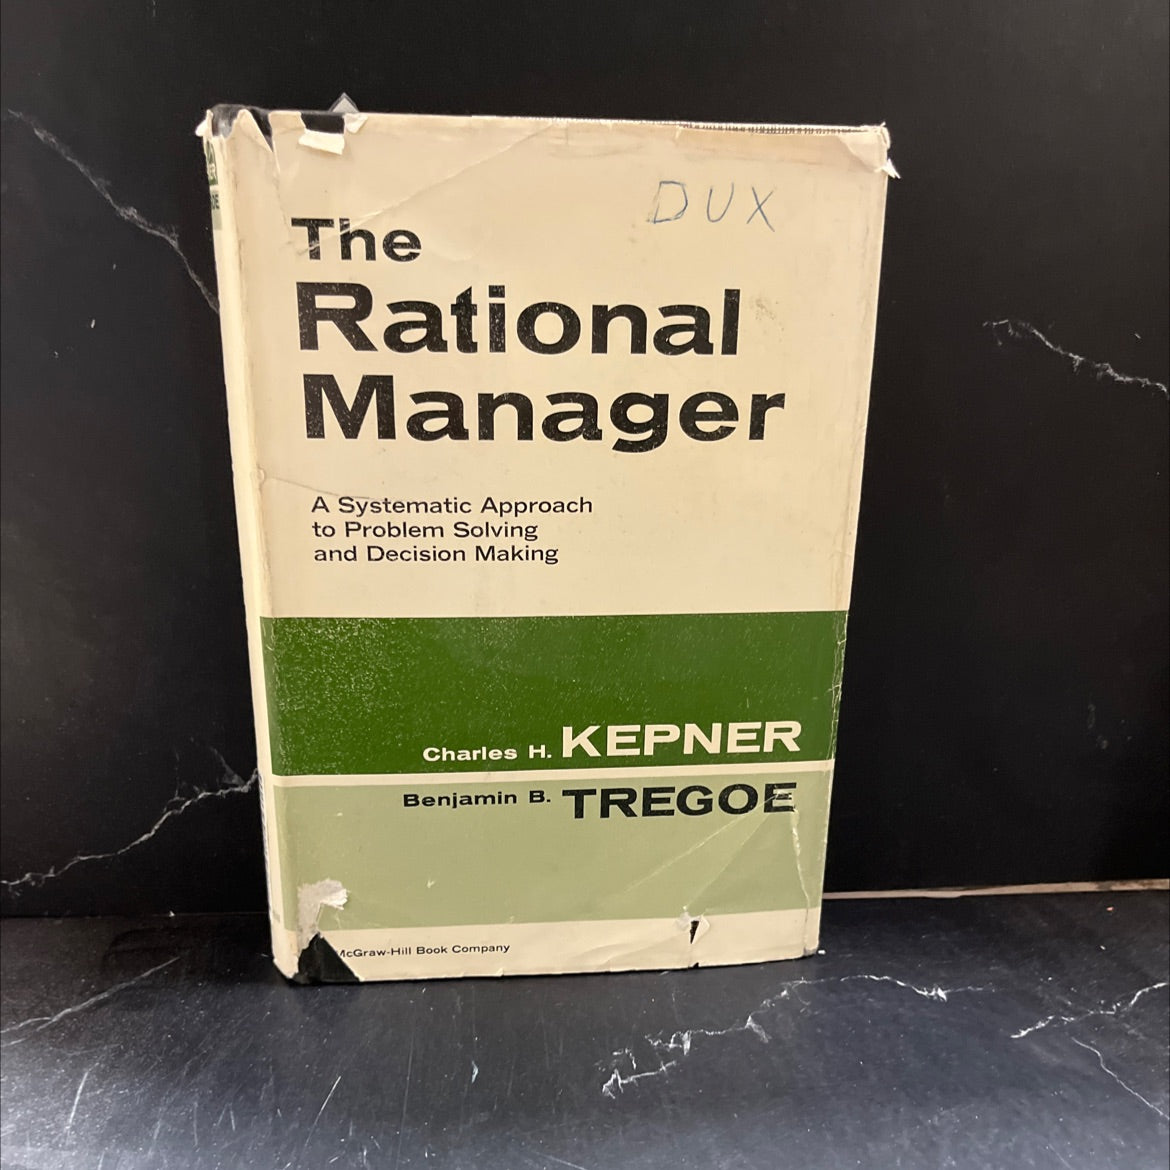 DUX
The
Rational
Manager
A Systematic Approach
to Problem Solving
and Decision Making
Charles H. KEPNER
Benjamin B. TREGOE
McGraw-Hill Book Company